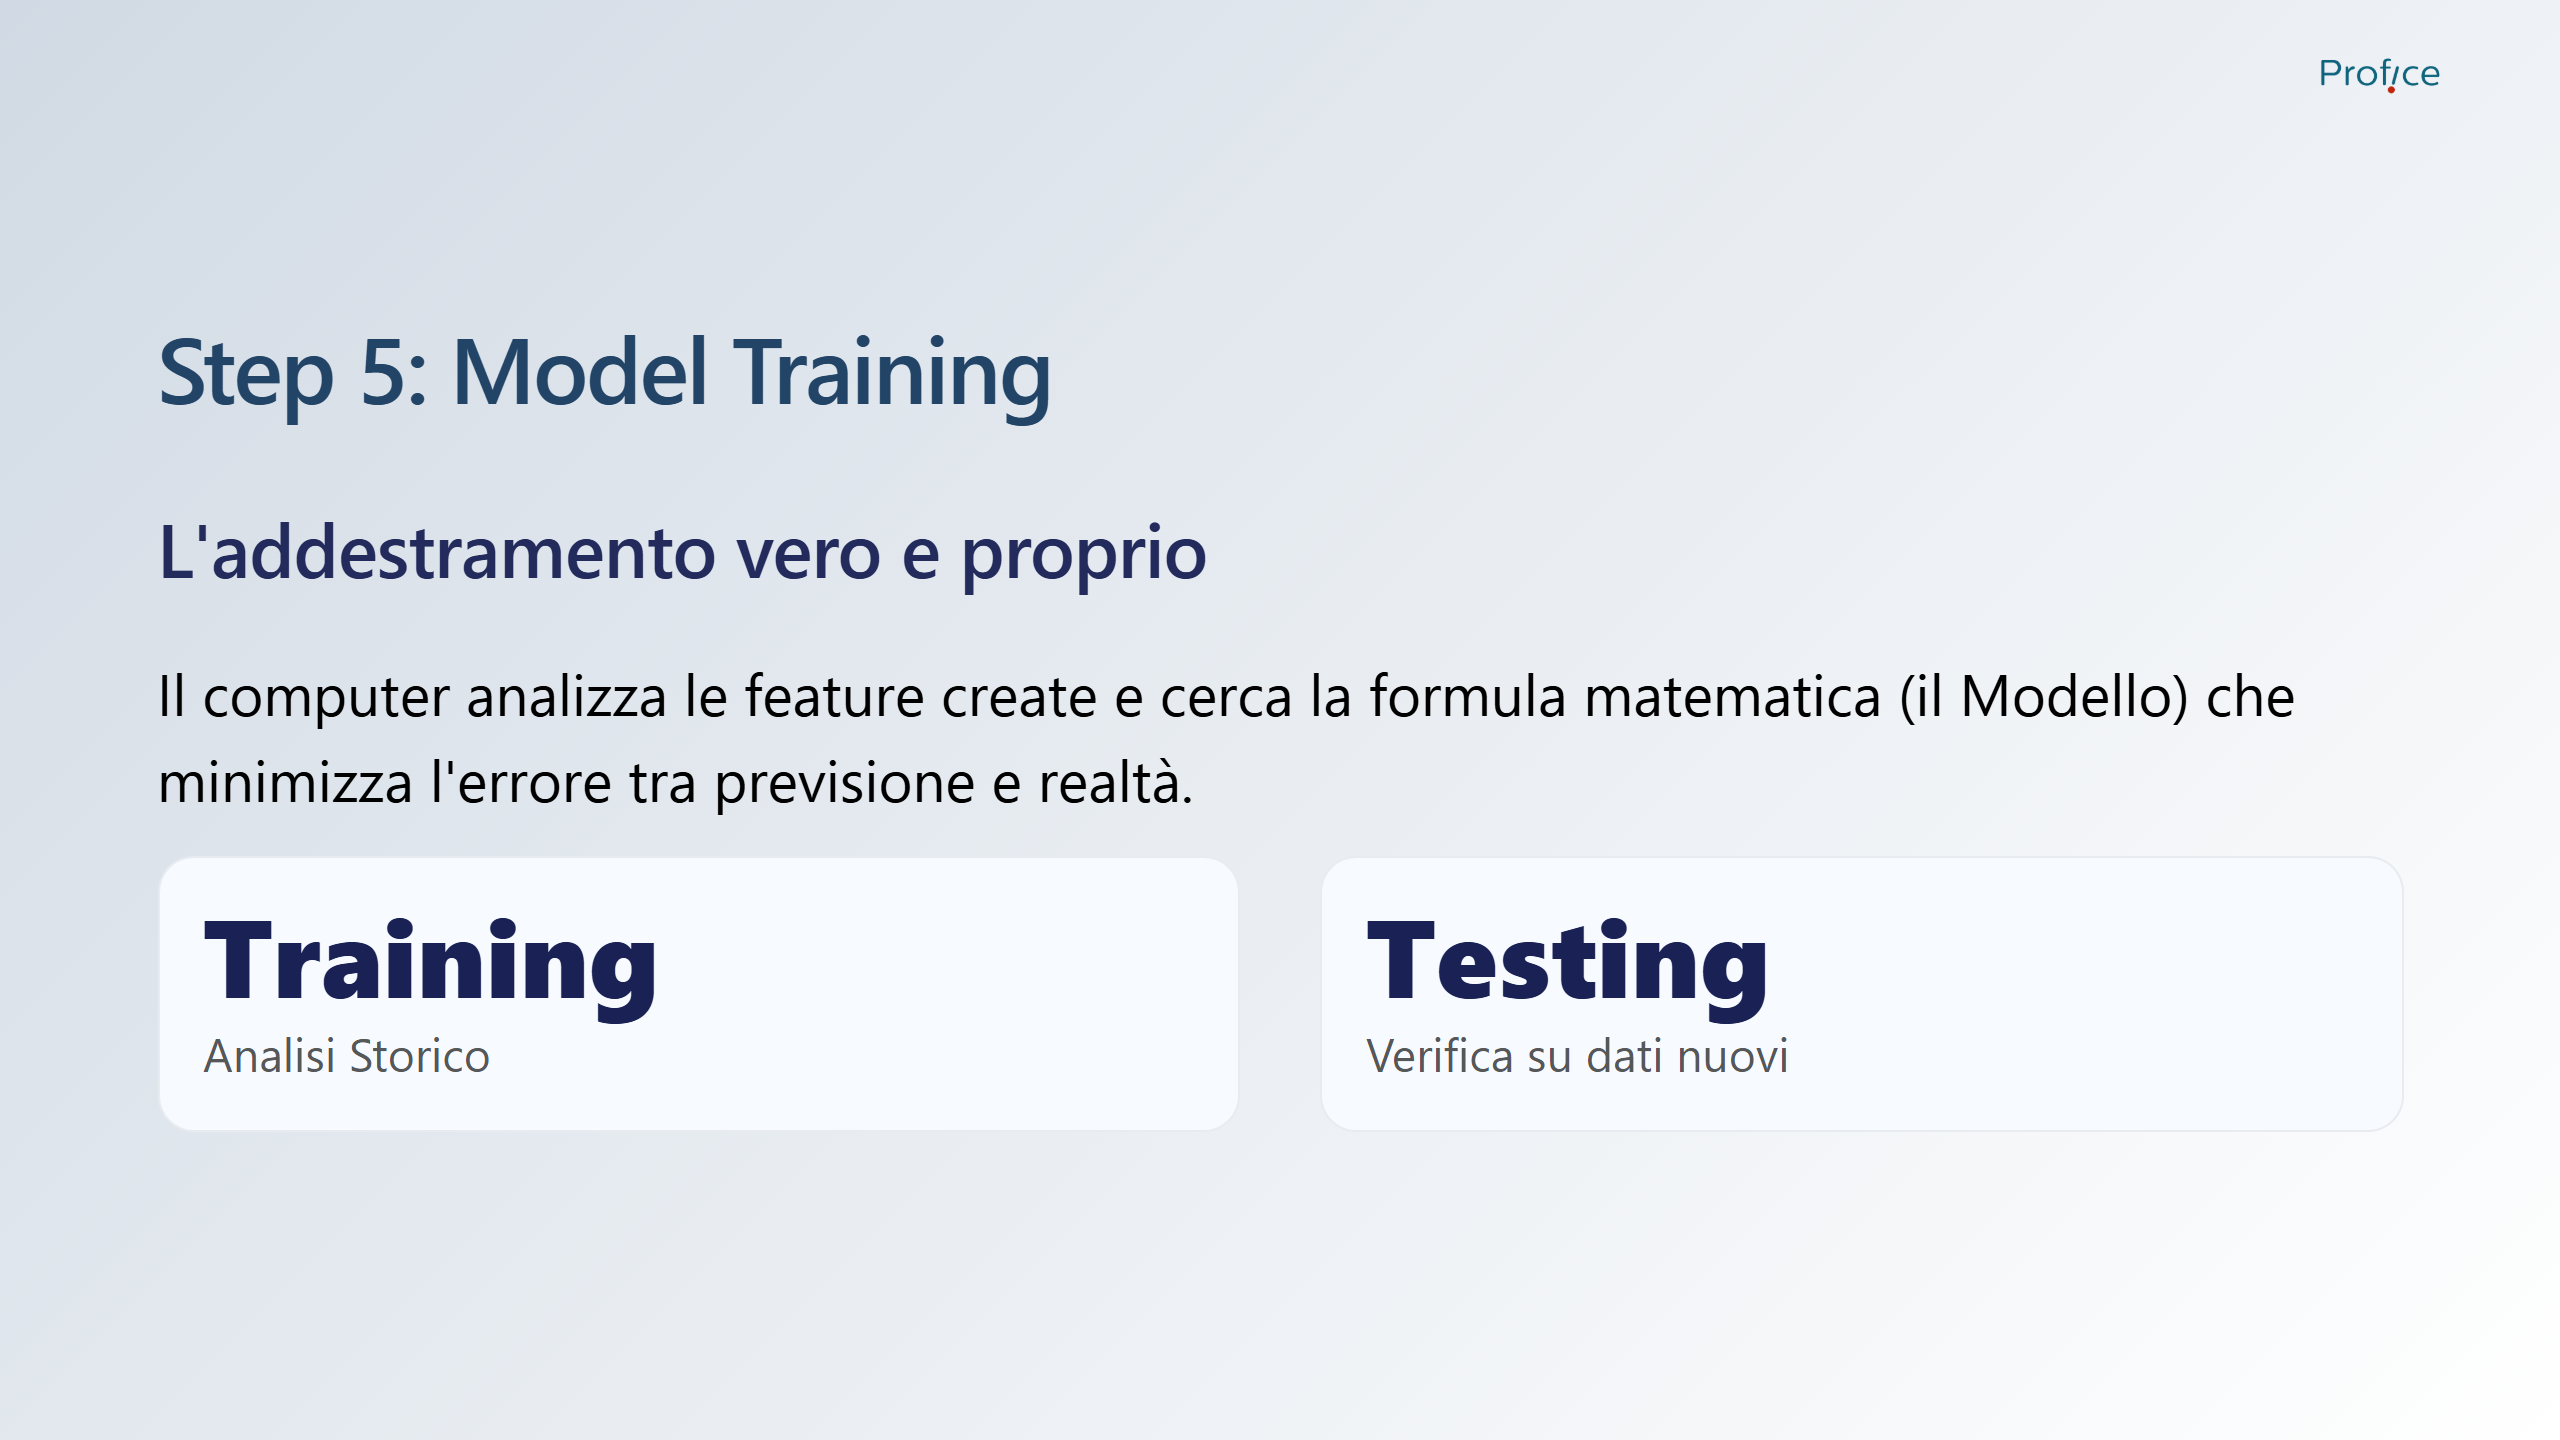 Profice
Step 5: Model Training
L'addestramento vero e proprio
Il computer analizza le feature create e cerca la formula matematica (il Modello) che
minimizza l'errore tra previsione e realtà.
Training
Analisi Storico
Testing
Verifica su dati nuovi